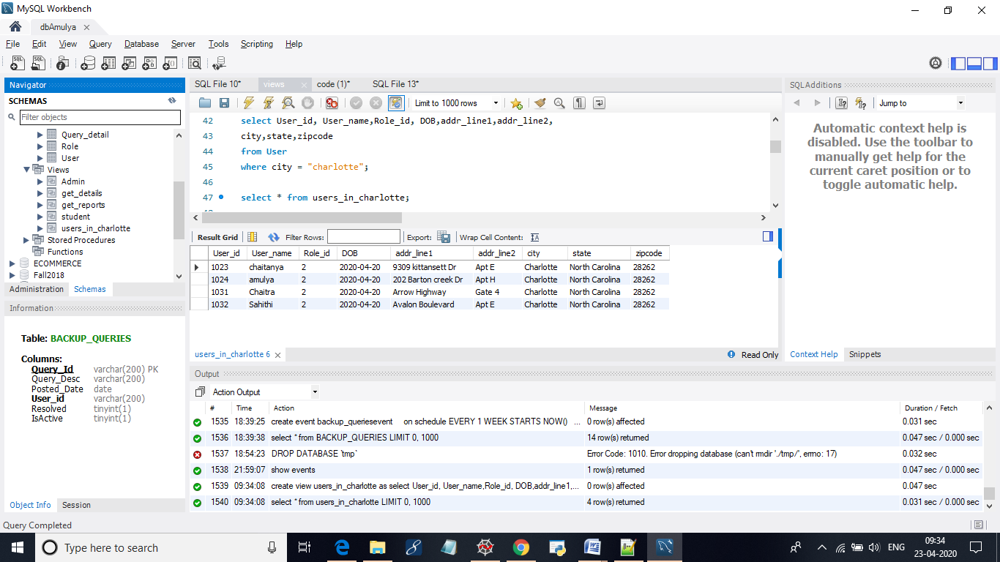 MySQL Workbench
dbAmulya
File Edit View Query Database Server Tools Scripting Help
Navigator
SCHEMAS
Filter objects
Query_detail
Role
User
Views
Admin
get_details
get_reports
student
users_in_charlotte
Stored Procedures
Functions
ECOMMERCE
Fall2018
Administration Schemas
Information
Table: BACKUP_QUERIES
Columns:
Query_Id varchar(200) PK
Query_Desc varchar(200)
Posted_Date date
User_id varchar(200)
Resolved tinyint(1)
IsActive tinyint(1)
Object Info Session
SQL File 10* views code (1)* SQL File 13*
Limit to 1000 rows
42 select User_id, User_name,Role_id, DOB,addr_line1,addr_line2,
43 city,state,zipcode
44 from User
45 where city = "charlotte";
46
47 select * from users_in_charlotte;
Result Grid Filter Rows: Export: Wrap Cell Content:
User_id User_name Role_id DOB addr_line1 addr_line2 city state zipcode
1023 chaitanya 2 2020-04-20 9309 kittansett Dr Apt E Charlotte North Carolina 28262
1024 amulya 2 2020-04-20 202 Barton creek Dr Apt H Charlotte North Carolina 28262
1031 Chaitra 2 2020-04-20 Arrow Highway Gate 4 Charlotte North Carolina 28262
1032 Sahithi 2 2020-04-20 Avalon Boulevard Apt E Charlotte North Carolina 28262
users_in_charlotte 6 Read Only
SQLAdditions
Jump to
Automatic context help is
disabled. Use the toolbar to
manually get help for the
current caret position or to
toggle automatic help.
Context Help Snippets
Output
Action Output
# Time Action Message Duration / Fetch
1535 18:39:25 create event backup_queriesevent on schedule EVERY 1 WEEK STARTS NOW() ... 0 row(s) affected 0.031 sec
1536 18:39:38 select * from BACKUP_QUERIES LIMIT 0, 1000 14 row(s) returned 0.047 sec / 0.000 sec
1537 18:54:23 DROP DATABASE `tmp` Error Code: 1010. Error dropping database (can't rmdir './tmp/', errno: 17) 0.032 sec
1538 21:59:07 show events 1 row(s) returned 0.047 sec / 0.000 sec
1539 09:34:08 create view users_in_charlotte as select User_id, User_name,Role_id, DOB,addr_line1,... 0 row(s) affected 0.047 sec
1540 09:34:08 select * from users_in_charlotte LIMIT 0, 1000 4 row(s) returned 0.031 sec / 0.000 sec
Query Completed
Type here to search
ENG
09:34
23-04-2020